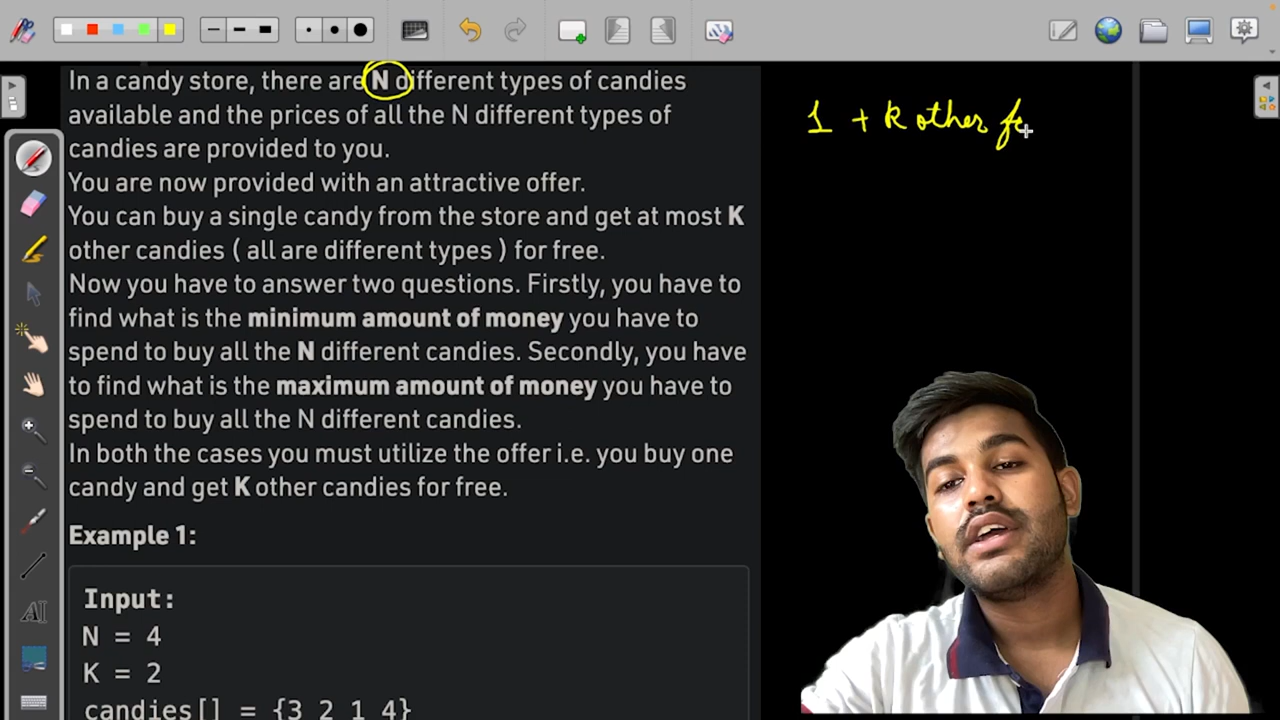 In a candy store, there are N different types of candies
available and the prices of all the N different types of
candies are provided to you.
You are now provided with an attractive offer.
You can buy a single candy from the store and get at most K
other candies ( all are different types ) for free.
Now you have to answer two questions. Firstly, you have to
find what is the minimum amount of money you have to
spend to buy all the N different candies. Secondly, you have
to find what is the maximum amount of money you have to
spend to buy all the N different candies.
In both the cases you must utilize the offer i.e. you buy one
candy and get K other candies for free.
Example 1:
Input:
N = 4
K = 2
candies[] = {3 2 1 4}
1 + k other
AI